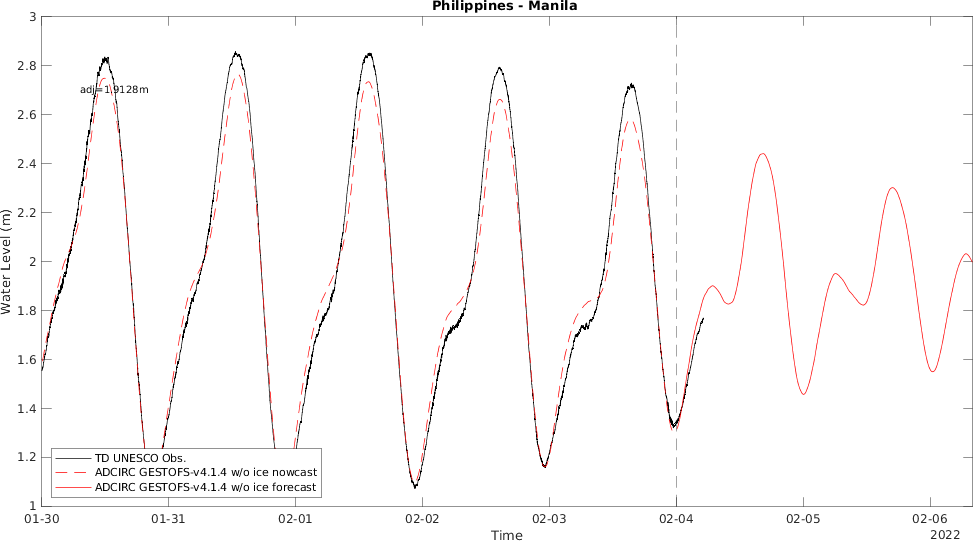 Philippines - Manila
3
2.8
adj=1.9128m
2.6
2.4
2.2
2
Water Level (m)
1.8
1.6
1.4
1.2
1
TD UNESCO Obs.
ADCIRC GESTOFS-v4.1.4 w/o ice nowcast
ADCIRC GESTOFS-v4.1.4 w/o ice forecast
01-30 01-31 02-01 02-02 02-03 02-04 02-05 02-06
Time
2022